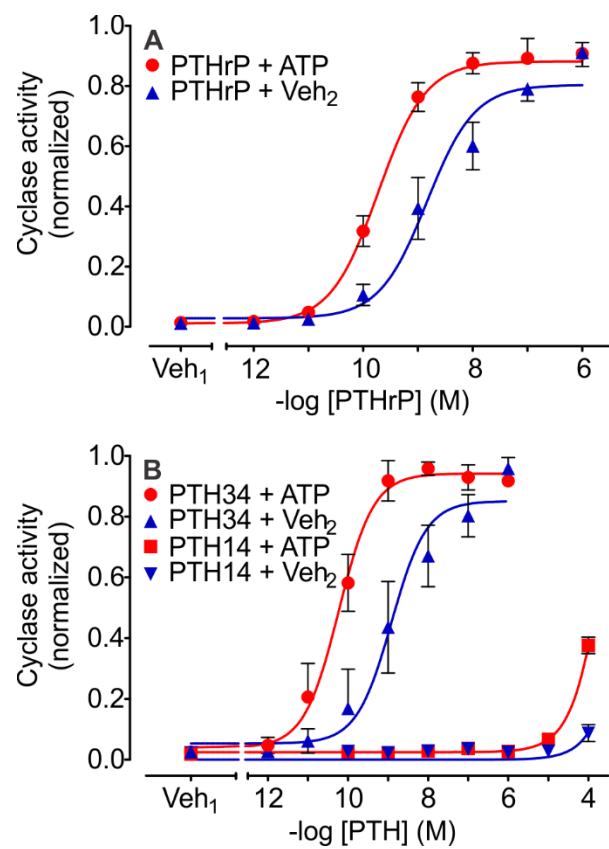 A
PTHrP + ATP
PTHrP + Veh2
Cyclase activity
(normalized)
1.0
0.8
0.6
0.4
0.2
0.0
Veh1
12
10
8
6
-log [PTHrP] (M)
B
PTH34 + ATP
PTH34 + Veh2
PTH14 + ATP
PTH14 + Veh2
Cyclase activity
(normalized)
1.0
0.8
0.6
0.4
0.2
0.0
Veh1
12
10
8
6
4
-log [PTH] (M)